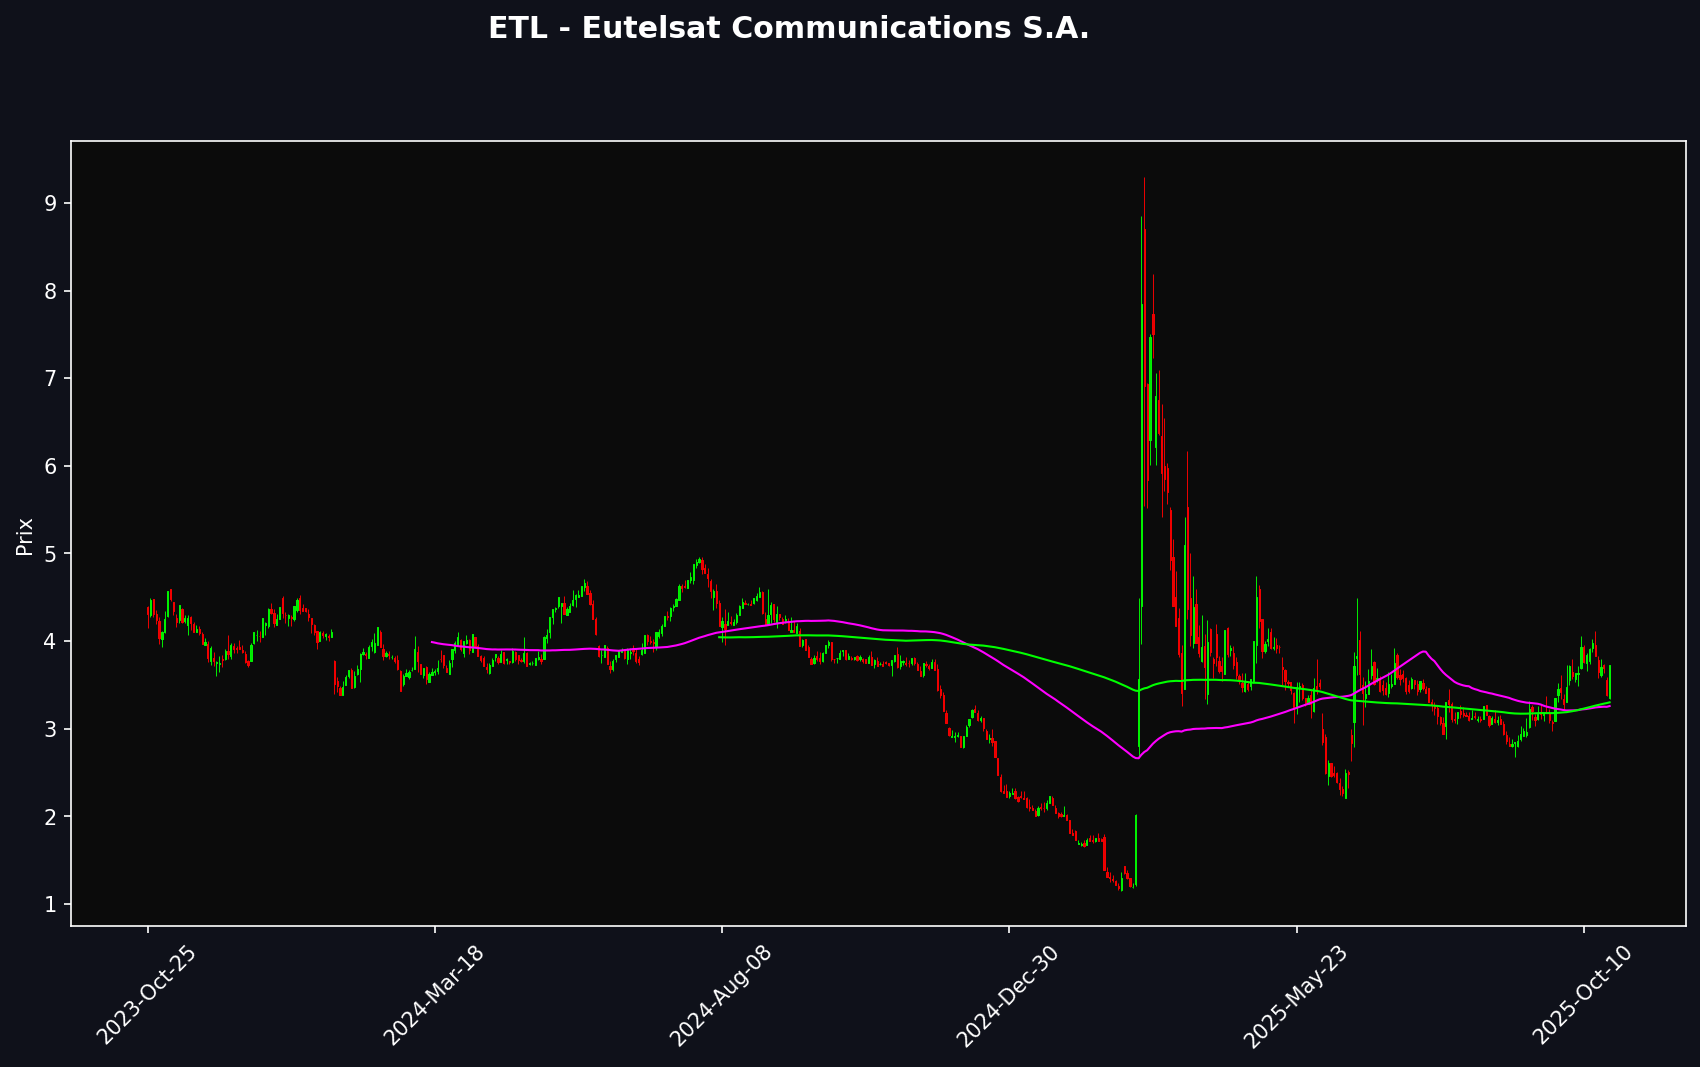 ETL - Eutelsat Communications S.A.
Prix
9
8
7
6
5
4
3
2
1
2023-Oct-25
2024-Mar-18
2024-Aug-08
2024-Dec-30
2025-May-23
2025-Oct-10